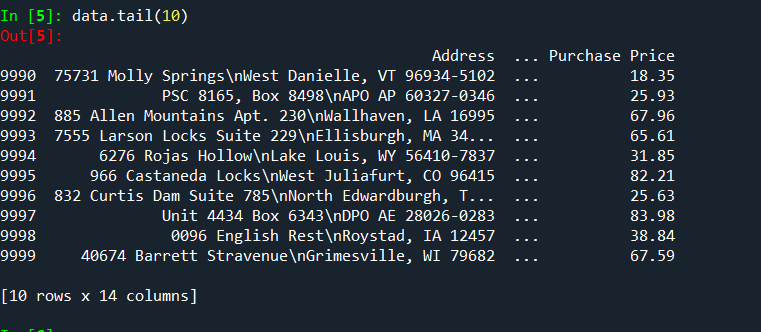 In [5]: data.tail(10)
Out[5]:
Address ... Purchase Price
9990 75731 Molly Springs\nWest Danielle, VT 96934-5102 ... 18.35
9991 PSC 8165, Box 8498\nAPO AP 60327-0346 ... 25.93
9992 885 Allen Mountains Apt. 230\nWallhaven, LA 16995 ... 67.96
9993 7555 Larson Locks Suite 229\nEllisburgh, MA 34... ... 65.61
9994 6276 Rojas Hollow\nLake Louis, WY 56410-7837 ... 31.85
9995 966 Castaneda Locks\nWest Juliafurt, CO 96415 ... 82.21
9996 832 Curtis Dam Suite 785\nNorth Edwardburgh, T... ... 25.63
9997 Unit 4434 Box 6343\nDPO AE 28026-0283 ... 83.98
9998 0096 English Rest\nRoystad, IA 12457 ... 38.84
9999 40674 Barrett Stravenue\nGrimesville, WI 79682 ... 67.59
[10 rows x 14 columns]